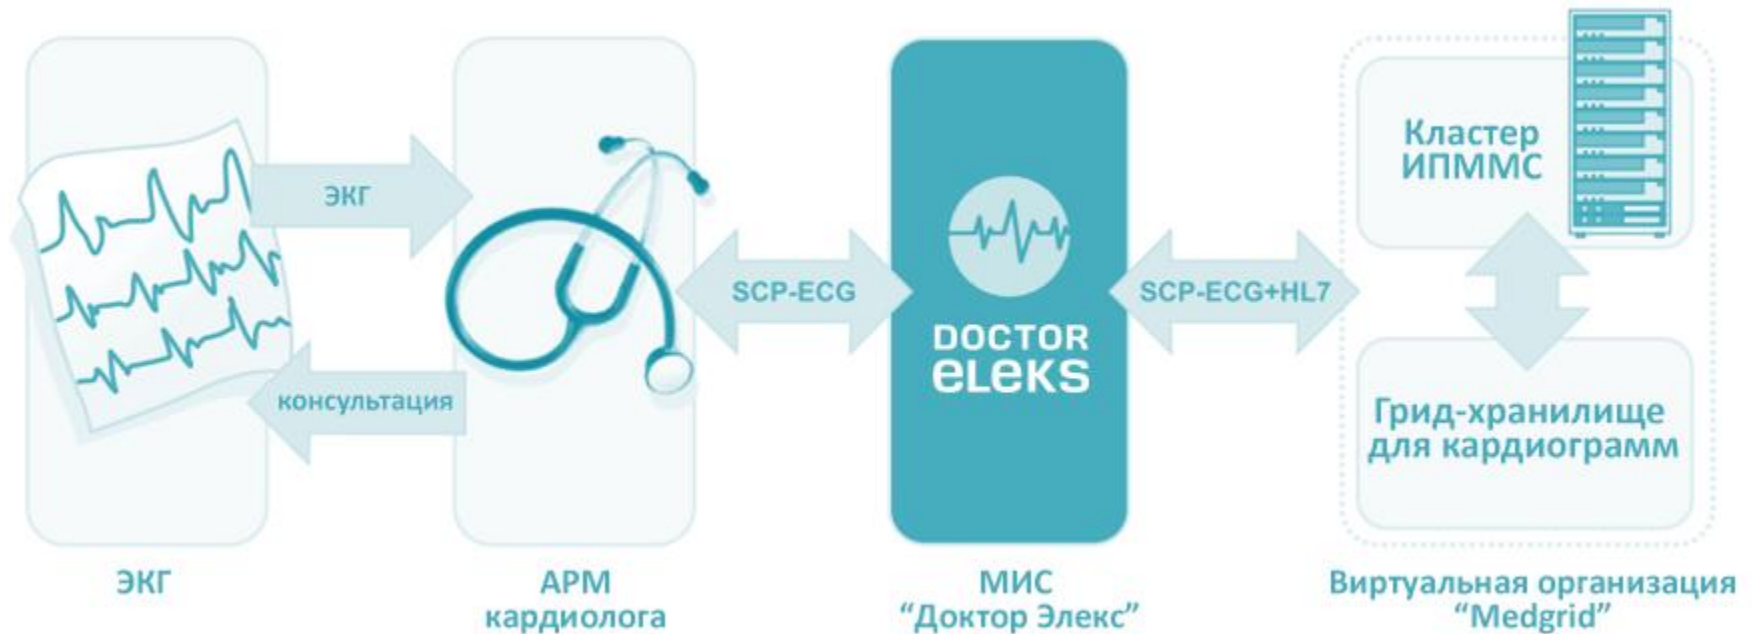 ЭКГ
консультация
SCP-ECG
DOCTOR
eLeKS
SCP-ECG+HL7
Кластер
ИПММС
Грид-хранилище
для кардиограмм
ЭКГ
АРМ
кардиолога
МИС
“Доктор Элекс”
Виртуальная организация
“Medgrid”